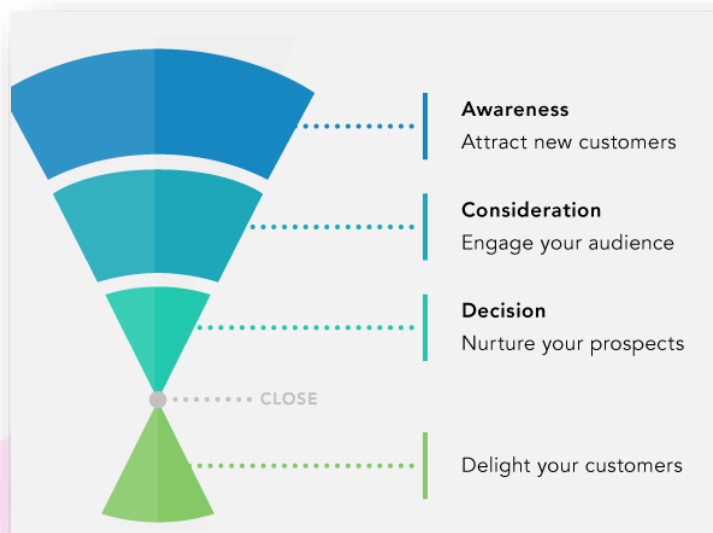 Awareness
Attract new customers
Consideration
Engage your audience
Decision
Nurture your prospects
CLOSE
Delight your customers